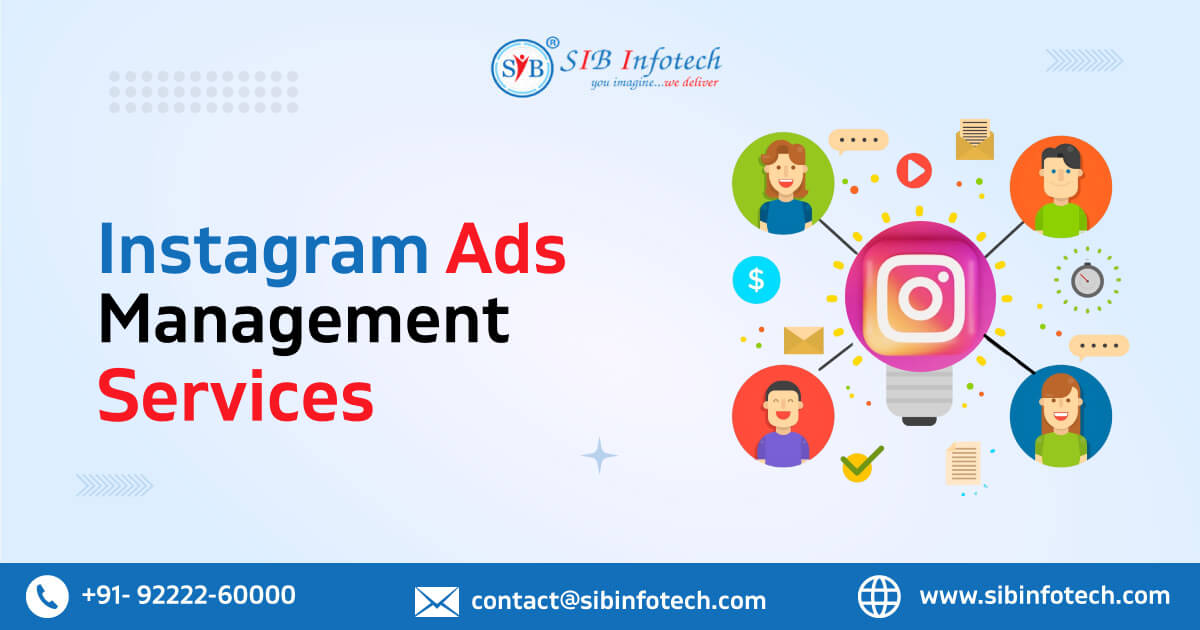 SIB
®
SIB Infotech
you imagine...we deliver
Instagram Ads
Management
Services
$
+91- 92222-60000
contact@sibinfotech.com
www.sibinfotech.com